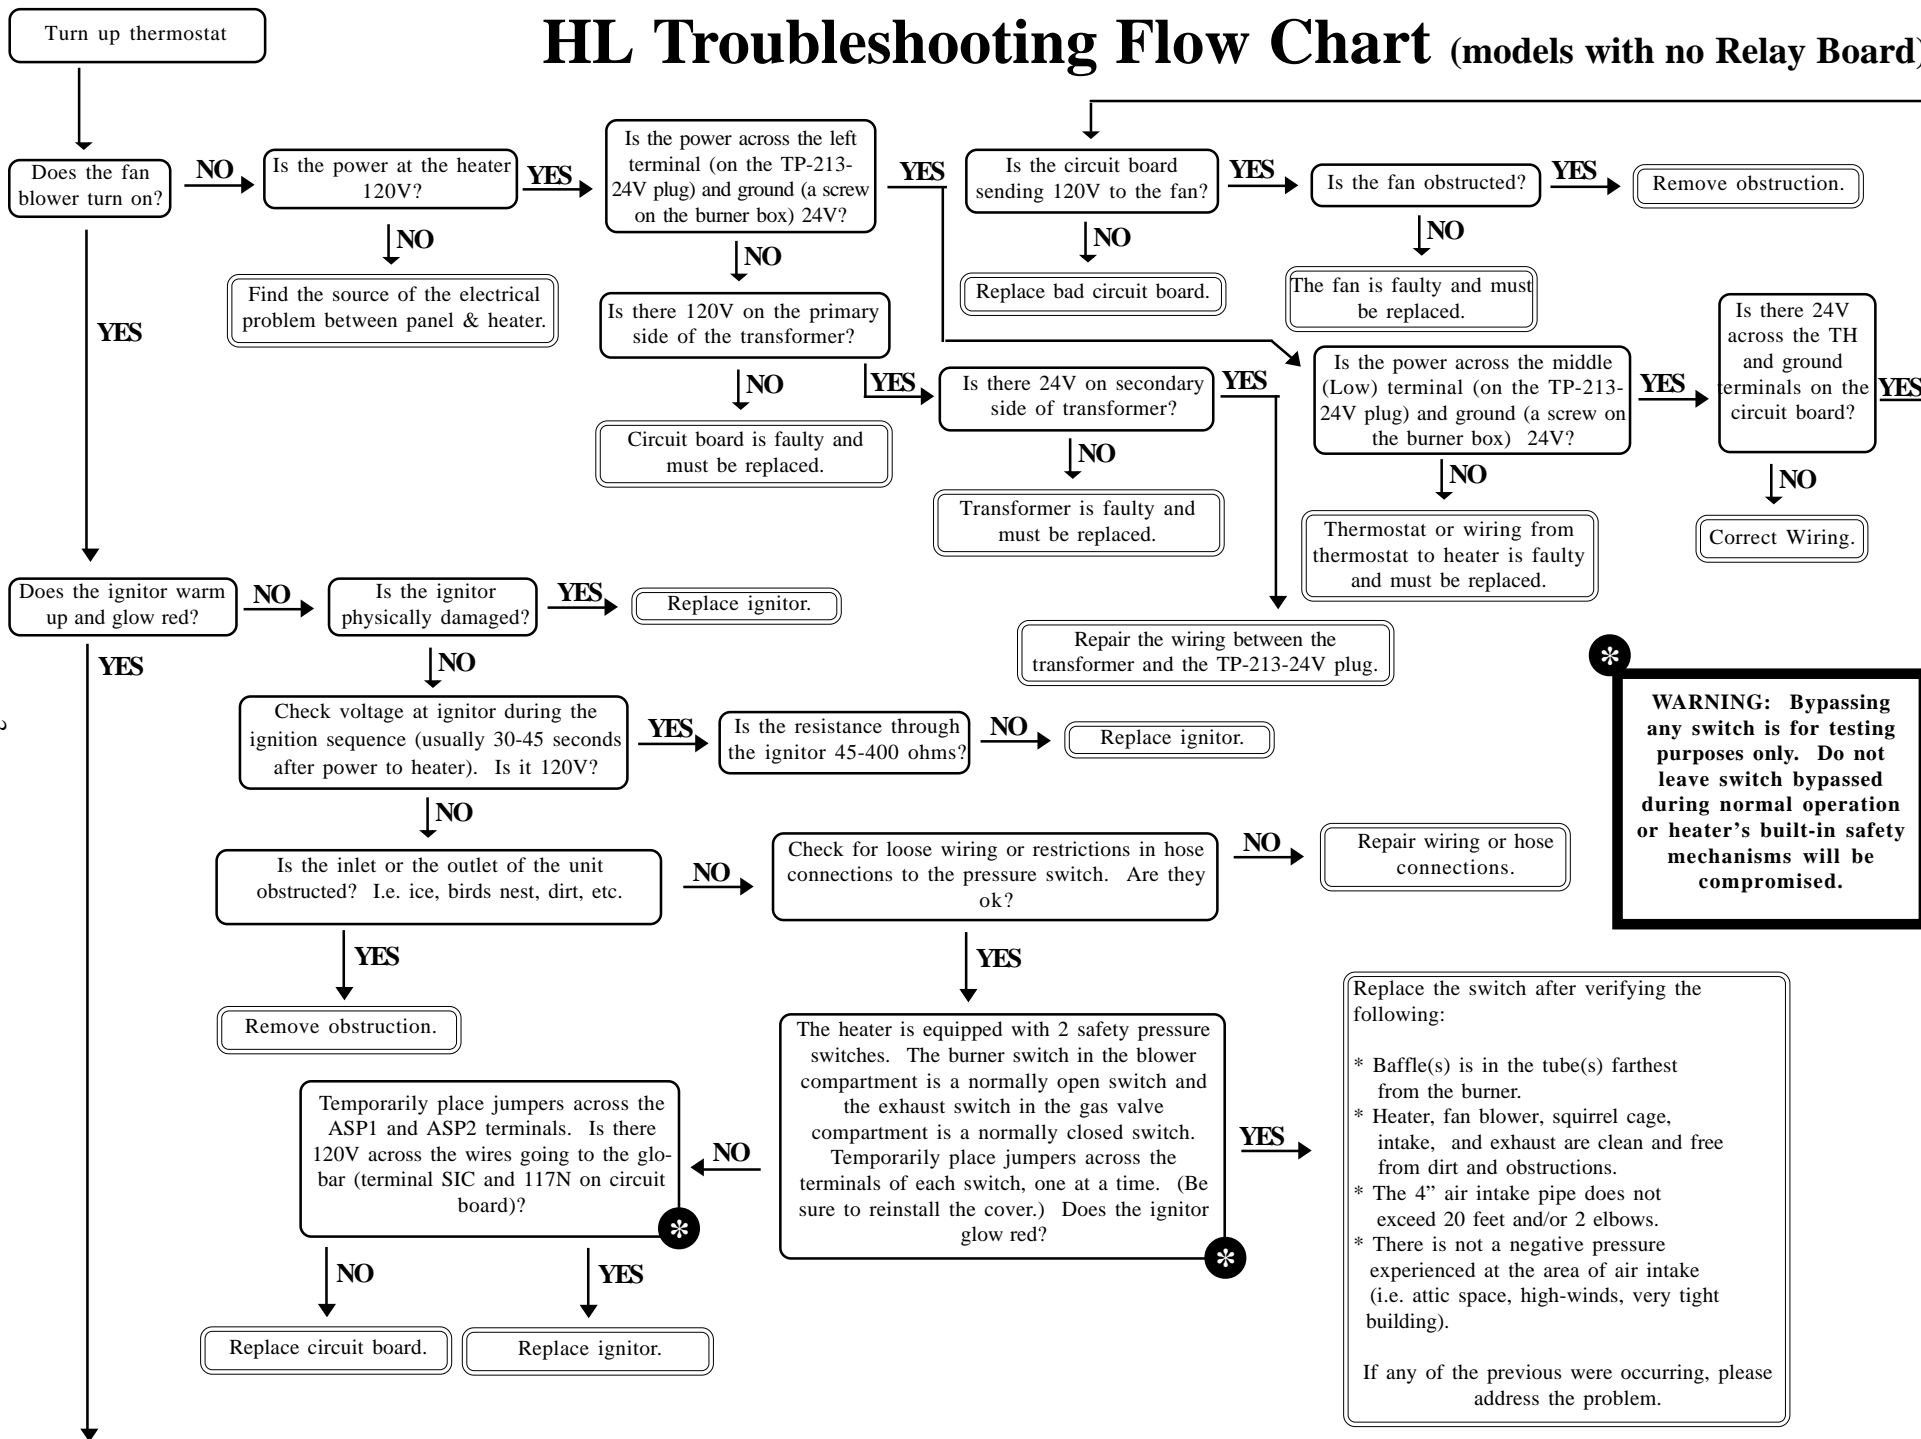 HL Troubleshooting Flow Chart (models with no Relay Board)
Turn up thermostat
Does the fan
blower turn on?
NO
Is the power at the heater
120V?
YES
Is the power across the left
terminal (on the TP-213-
24V plug) and ground (a screw
on the burner box) 24V?
YES
Is the circuit board
sending 120V to the fan?
YES
Is the fan obstructed?
YES
Remove obstruction.
NO
Find the source of the electrical
problem between panel & heater.
NO
Is there 120V on the primary
side of the transformer?
NO
Replace bad circuit board.
NO
The fan is faulty and must
be replaced.
YES
NO
Circuit board is faulty and
must be replaced.
YES
Is there 24V on secondary
side of transformer?
YES
NO
Transformer is faulty and
must be replaced.
Is the power across the middle
(Low) terminal (on the TP-213-
24V plug) and ground (a screw on
the burner box) 24V?
YES
Is there 24V
across the TH
and ground
terminals on the
circuit board?
YES
NO
Thermostat or wiring from
thermostat to heater is faulty
and must be replaced.
NO
Correct Wiring.
Repair the wiring between the
transformer and the TP-213-24V plug.
Does the ignitor warm
up and glow red?
NO
Is the ignitor
physically damaged?
YES
Replace ignitor.
YES
NO
Check voltage at ignitor during the
ignition sequence (usually 30-45 seconds
after power to heater). Is it 120V?
YES
Is the resistance through
the ignitor 45-400 ohms?
NO
Replace ignitor.
*
WARNING: Bypassing
any switch is for testing
purposes only. Do not
leave switch bypassed
during normal operation
or heater’s built-in safety
mechanisms will be
compromised.
2
NO
Is the inlet or the outlet of the unit
obstructed? I.e. ice, birds nest, dirt, etc.
NO
Check for loose wiring or restrictions in hose
connections to the pressure switch. Are they
ok?
NO
Repair wiring or hose
connections.
YES
Remove obstruction.
YES
The heater is equipped with 2 safety pressure
switches. The burner switch in the blower
compartment is a normally open switch and
the exhaust switch in the gas valve
compartment is a normally closed switch.
Temporarily place jumpers across the
terminals of each switch, one at a time. (Be
sure to reinstall the cover.) Does the ignitor
glow red?
*
YES
Replace the switch after verifying the
following:
* Baffle(s) is in the tube(s) farthest
from the burner.
* Heater, fan blower, squirrel cage,
intake, and exhaust are clean and free
from dirt and obstructions.
* The 4” air intake pipe does not
exceed 20 feet and/or 2 elbows.
* There is not a negative pressure
experienced at the area of air intake
(i.e. attic space, high-winds, very tight
building).
If any of the previous were occurring, please
address the problem.
NO
Temporarily place jumpers across the
ASP1 and ASP2 terminals. Is there
120V across the wires going to the glo-
bar (terminal SIC and 117N on circuit
board)?
*
NO
Replace circuit board.
YES
Replace ignitor.